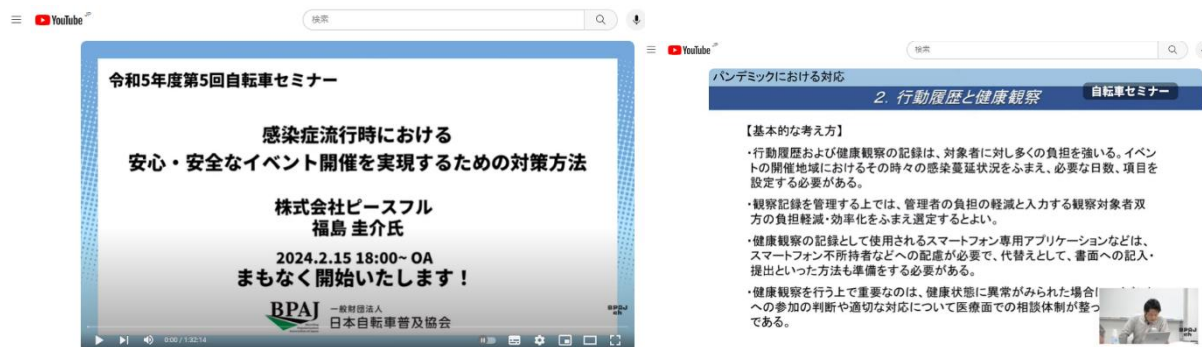 YouTube JP
検索
令和5年度第5回自転車セミナー
感染症流行時における
安心・安全なイベント開催を実現するための対策方法
株式会社ピースフル
福島 圭介氏
2024.2.15 18:00~ OA
まもなく開始いたします！
BPAJ 一般財団法人
日本自転車普及協会
BPAJ
ch
0:00 / 1:32:14
YouTube JP
検索
パンデミックにおける対応
2. 行動履歴と健康観察
自転車セミナー
【基本的な考え方】
・行動履歴および健康観察の記録は、対象者に対し多くの負担を強いる。イベン
トの開催地域におけるその時々の感染蔓延状況をふまえ、必要な日数、項目を
設定する必要がある。
・観察記録を管理する上では、管理者の負担の軽減と入力する観察対象者双
方の負担軽減・効率化をふまえ選定するとよい。
・健康観察の記録として使用されるスマートフォン専用アプリケーションなどは、
スマートフォン不所持者などへの配慮が必要で、代替えとして、書面への記入・
提出といった方法も準備をする必要がある。
・健康観察を行う上で重要なのは、健康状態に異常がみられた場合に
への参加の判断や適切な対応について医療面での相談体制が整っ
である。
BPAJ
ch